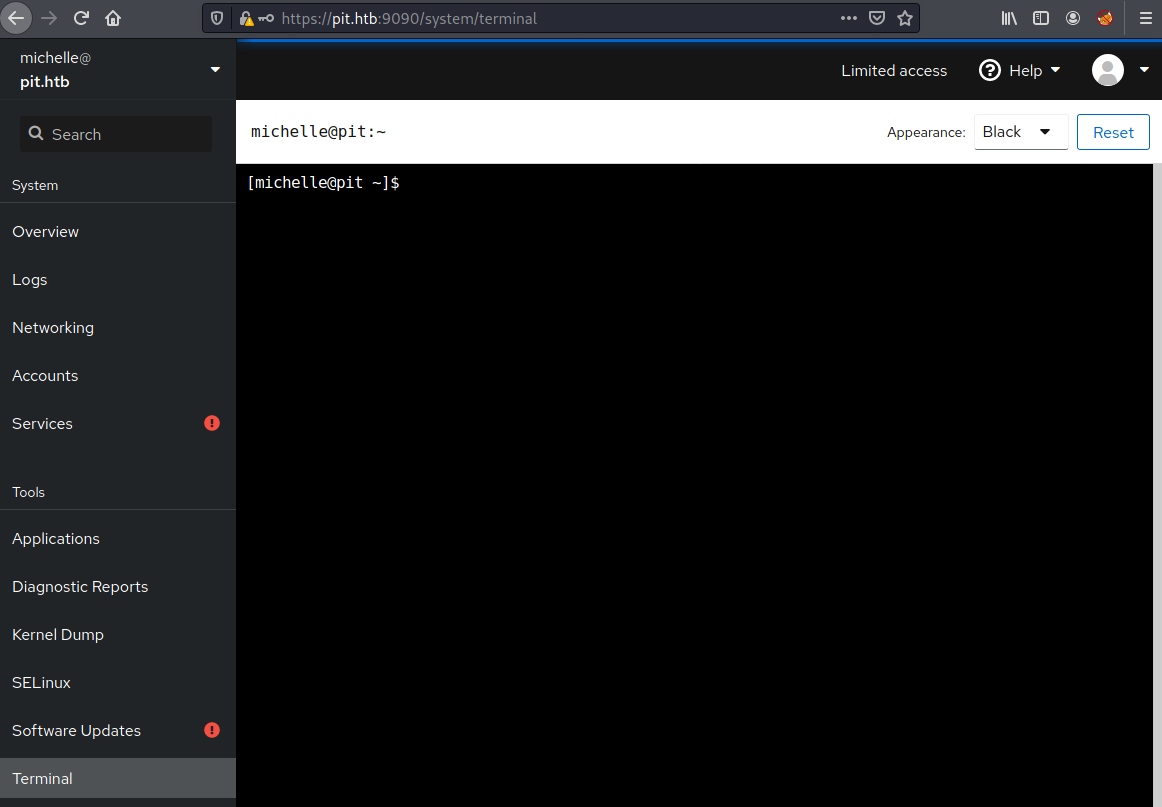 https://pit.htb:9090/system/terminal
michelle@
pit.htb
Limited access
Help
Search
michelle@pit:~
Appearance:
Black
Reset
[michelle@pit ~]$
System
Overview
Logs
Networking
Accounts
Services
Tools
Applications
Diagnostic Reports
Kernel Dump
SELinux
Software Updates
Terminal